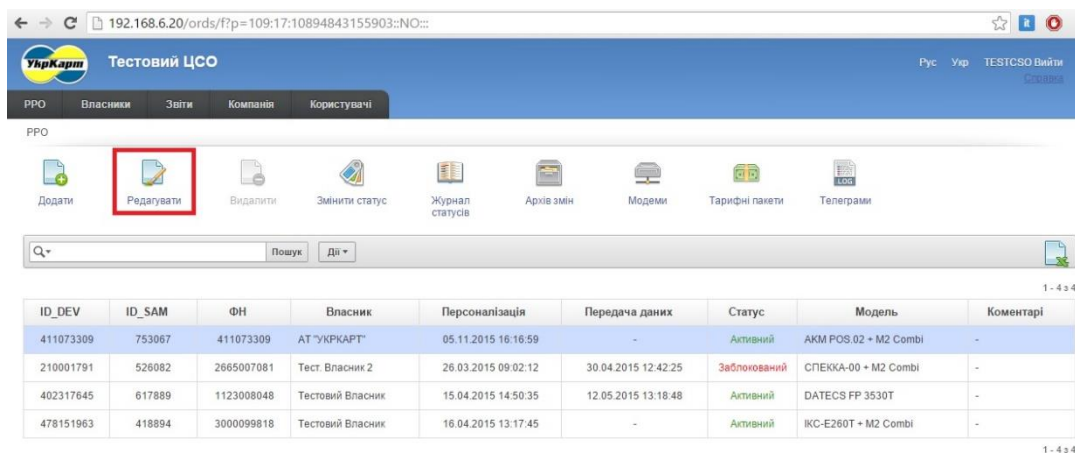 192.168.6.20/ords/f?p=109:17:10894843155903::NO:::
УкрКарт
Тестовий ЦСО
Рус Укр TESTCSO Вийти
Справка
РРО Власники Звіти Компанія Користувачі
РРО
Додати Редагувати Видалити Змінити статус Журнал статусів Архів змін Модеми Тарифні пакети LOG Телеграми
Пошук Дії
1 - 4 з 4
ID_DEV ID_SAM ФН Власник Персоналізація Передача даних Статус Модель Коментарі
411073309 753067 411073309 АТ "УКРКАРТ" 05.11.2015 16:16:59 - Активний АКМ POS.02 + M2 Combi -
210001791 526082 2665007081 Тест. Власник 2 26.03.2015 09:02:12 30.04.2015 12:42:25 Заблокований СПЕККА-00 + M2 Combi -
402317645 617889 1123008048 Тестовий Власник 15.04.2015 14:50:35 12.05.2015 13:18:48 Активний DATECS FP 3530T -
478151963 418894 3000099818 Тестовий Власник 16.04.2015 13:17:45 - Активний ІКС-Е260Т + M2 Combi -
1 - 4 з 4